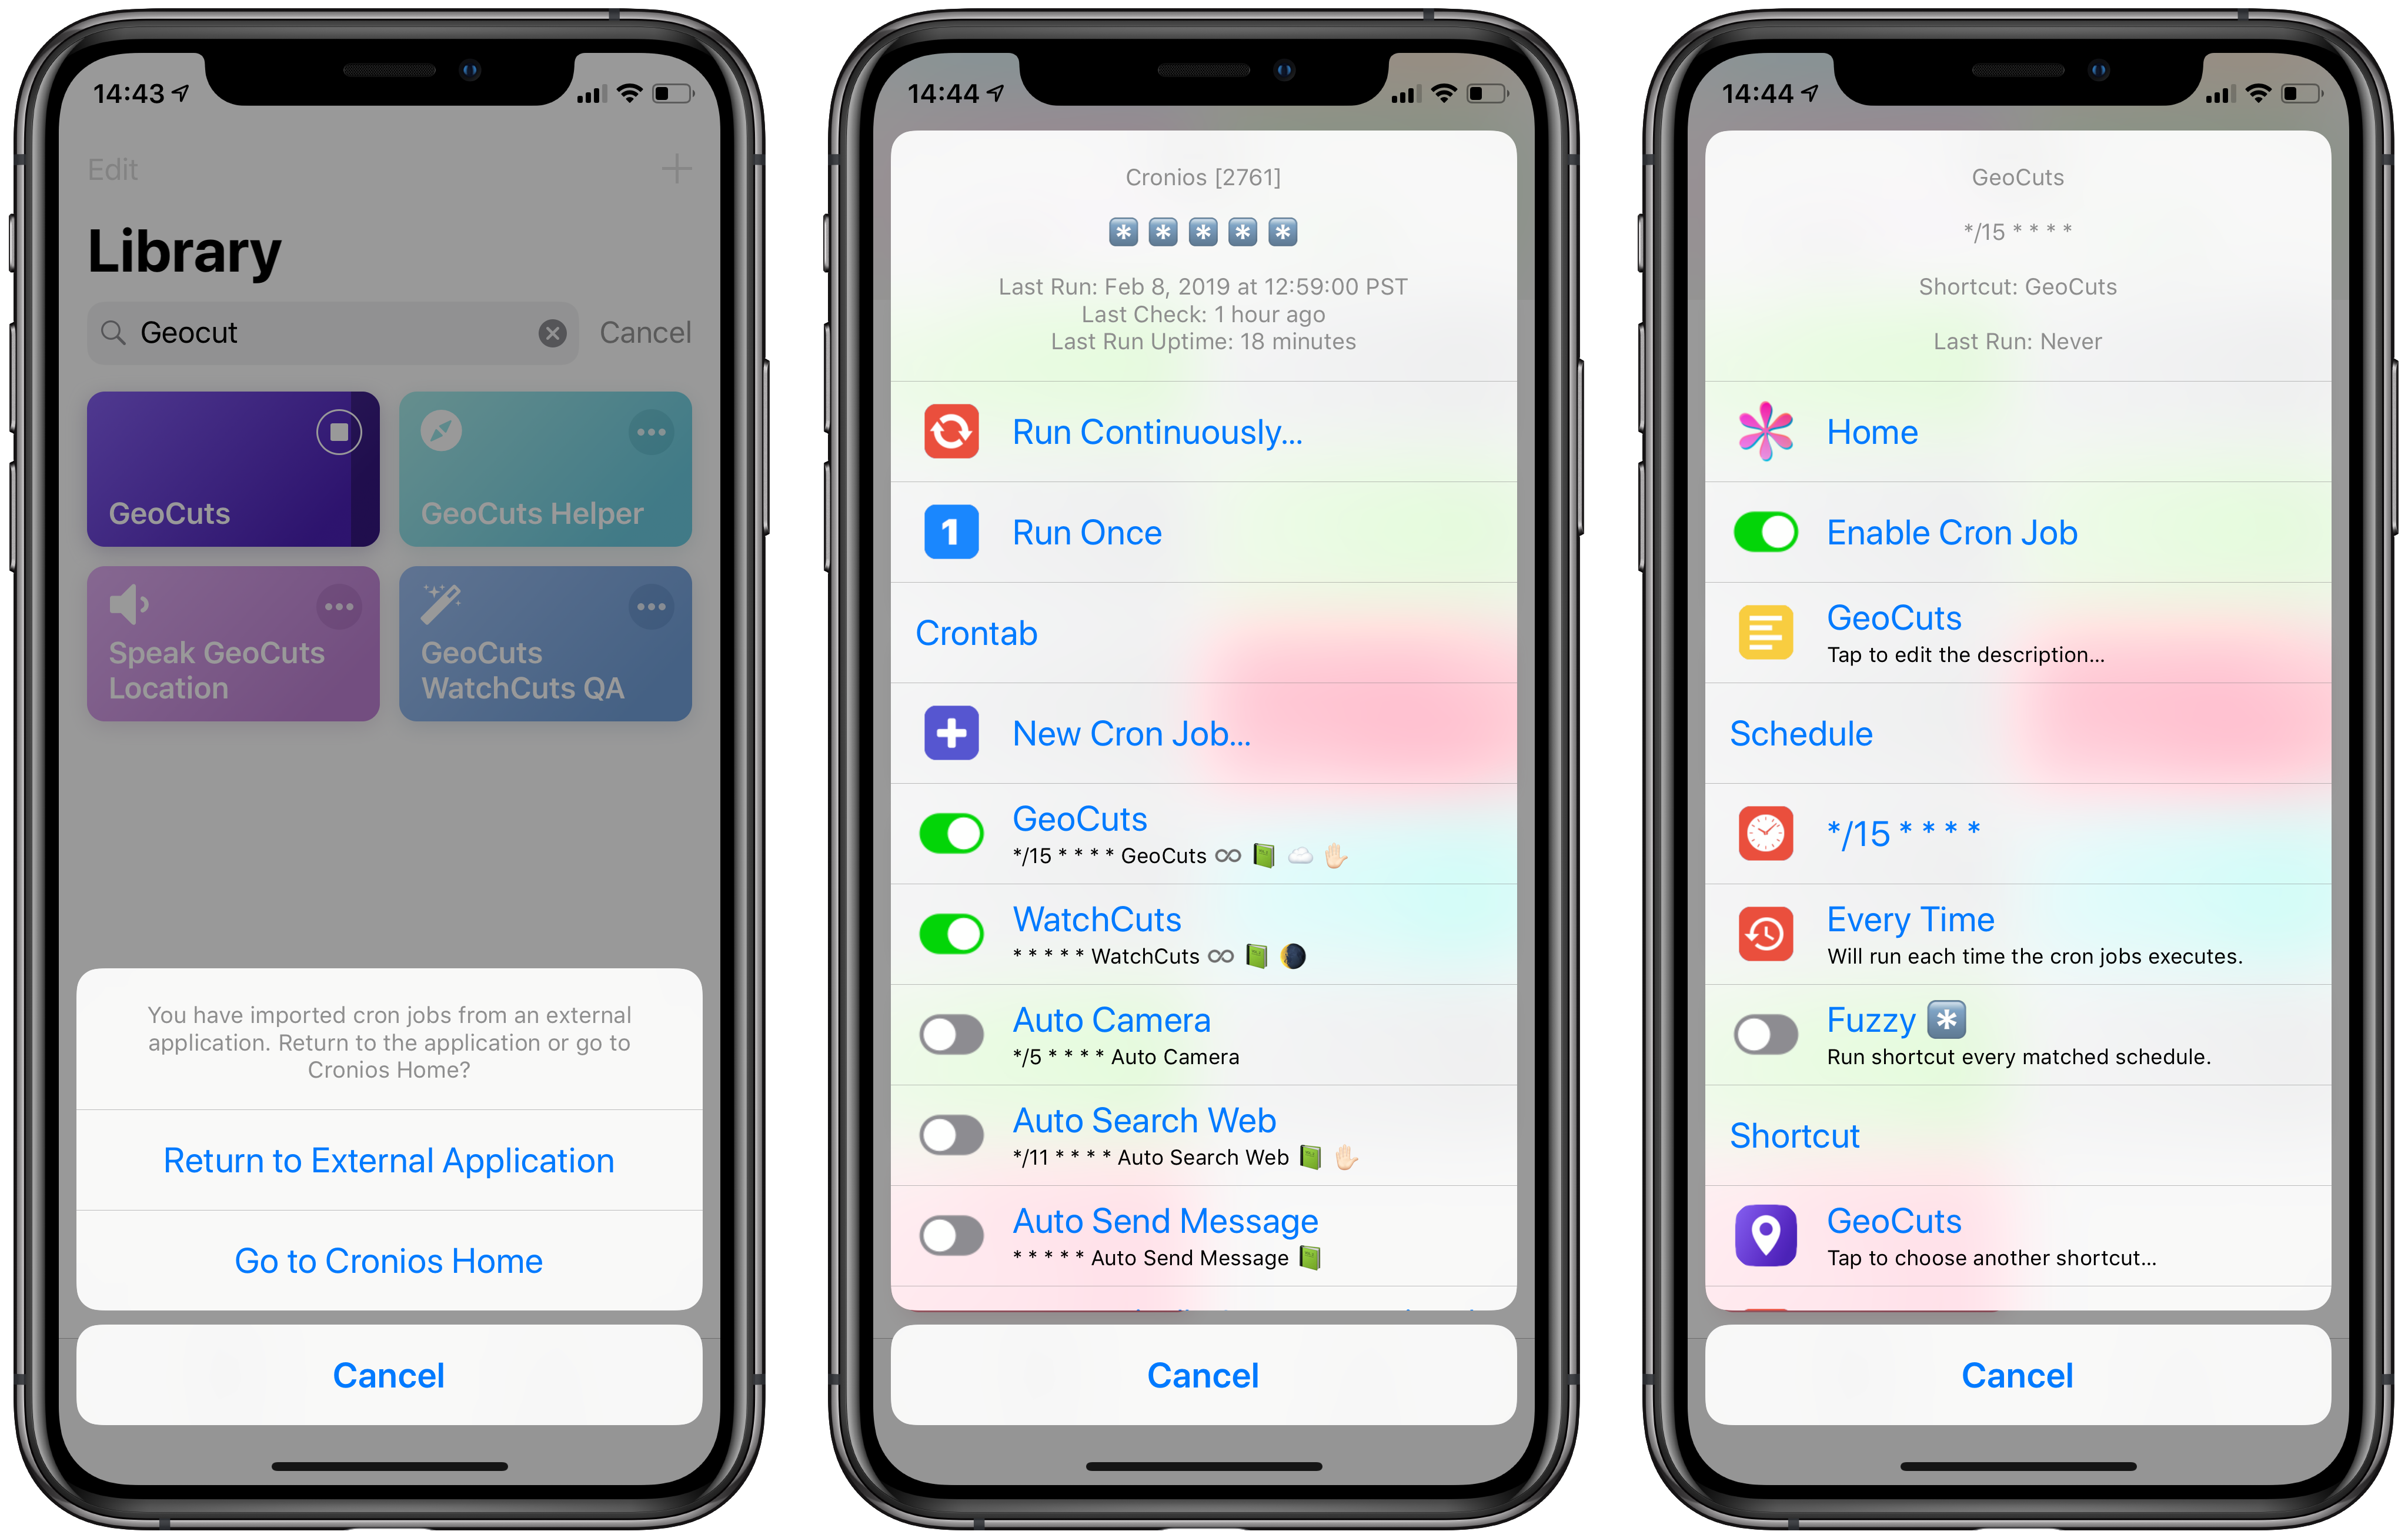 14:43
Edit
Library
Geocut
Cancel
GeoCuts
GeoCuts Helper
Speak GeoCuts
Location
GeoCuts
WatchCuts QA
You have imported cron jobs from an external
application. Return to the application or go to
Cronios Home?
Return to External Application
Go to Cronios Home
Cancel
14:44
Cronios [2761]
*️⃣ *️⃣ *️⃣ *️⃣ *️⃣
Last Run: Feb 8, 2019 at 12:59:00 PST
Last Check: 1 hour ago
Last Run Uptime: 18 minutes
Run Continuously...
1 Run Once
Crontab
New Cron Job...
GeoCuts
*/15 * * * * GeoCuts ♾ 📗 ☁️ ✋🏻
WatchCuts
* * * * * WatchCuts ♾ 📗 🌘
Auto Camera
*/5 * * * * Auto Camera
Auto Search Web
*/11 * * * * Auto Search Web 📗 ✋🏻
Auto Send Message
* * * * * Auto Send Message 📗
Cancel
14:44
GeoCuts
*/15 * * * *
Shortcut: GeoCuts
Last Run: Never
Home
Enable Cron Job
GeoCuts
Tap to edit the description...
Schedule
*/15 * * * *
Every Time
Will run each time the cron jobs executes.
Fuzzy *️⃣
Run shortcut every matched schedule.
Shortcut
GeoCuts
Tap to choose another shortcut...
Cancel